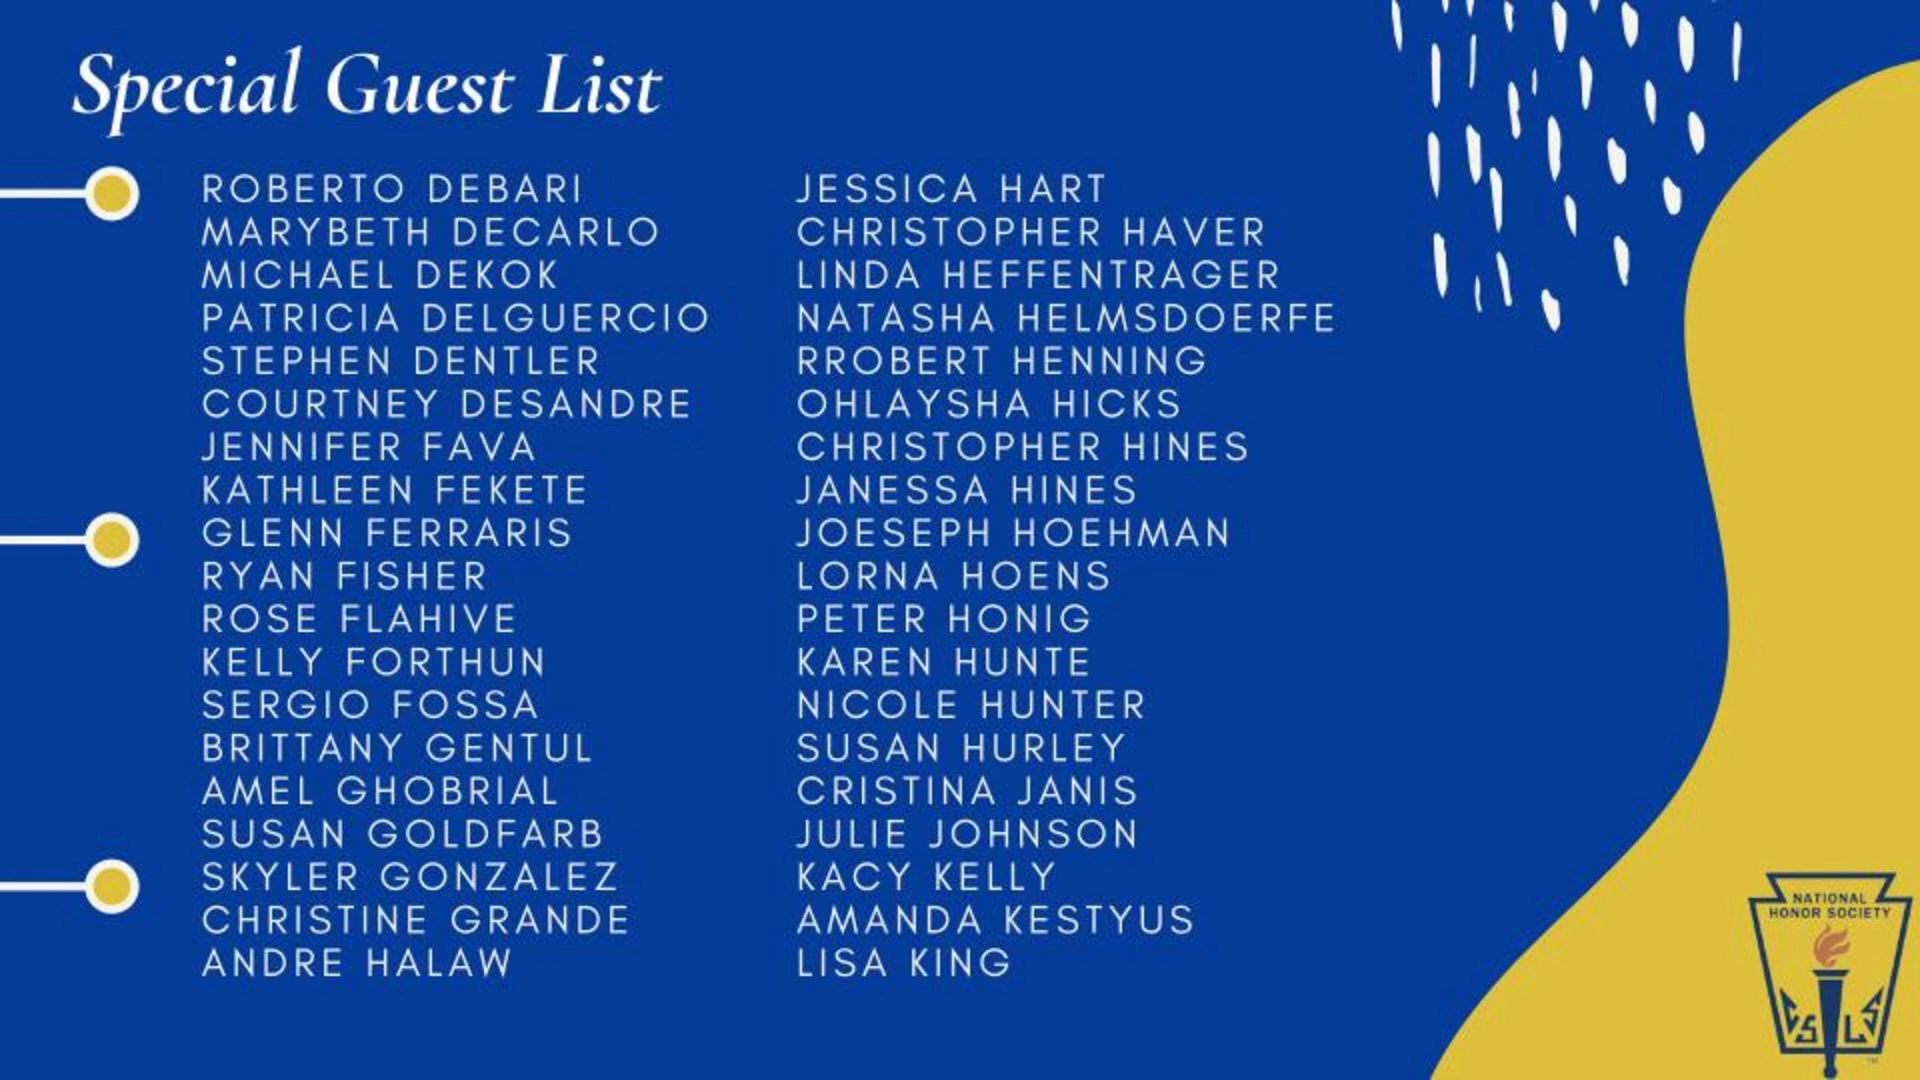 Special Guest List
ROBERTO DEBARI
MARYBETH DECARLO
MICHAEL DEKOK
PATRICIA DELGUERCIO
STEPHEN DENTLER
COURTNEY DESANDRE
JENNIFER FAVA
KATHLEEN FEKETE
GLENN FERRARIS
RYAN FISHER
ROSE FLAHIVE
KELLY FORTHUN
SERGIO FOSSA
BRITTANY GENTUL
AMEL GHOBRIAL
SUSAN GOLDFARB
SKYLER GONZALEZ
CHRISTINE GRANDE
ANDRE HALAW
JESSICA HART
CHRISTOPHER HAVER
LINDA HEFFENTRAGER
NATASHA HELMSDOERFE
RROBERT HENNING
OHLAYSHA HICKS
CHRISTOPHER HINES
JANESSA HINES
JOESEPH HOEHMAN
LORNA HOENS
PETER HONIG
KAREN HUNTE
NICOLE HUNTER
SUSAN HURLEY
CRISTINA JANIS
JULIE JOHNSON
KACY KELLY
AMANDA KESTYUS
LISA KING
NATIONAL
HONOR SOCIETY
C S L S
TM